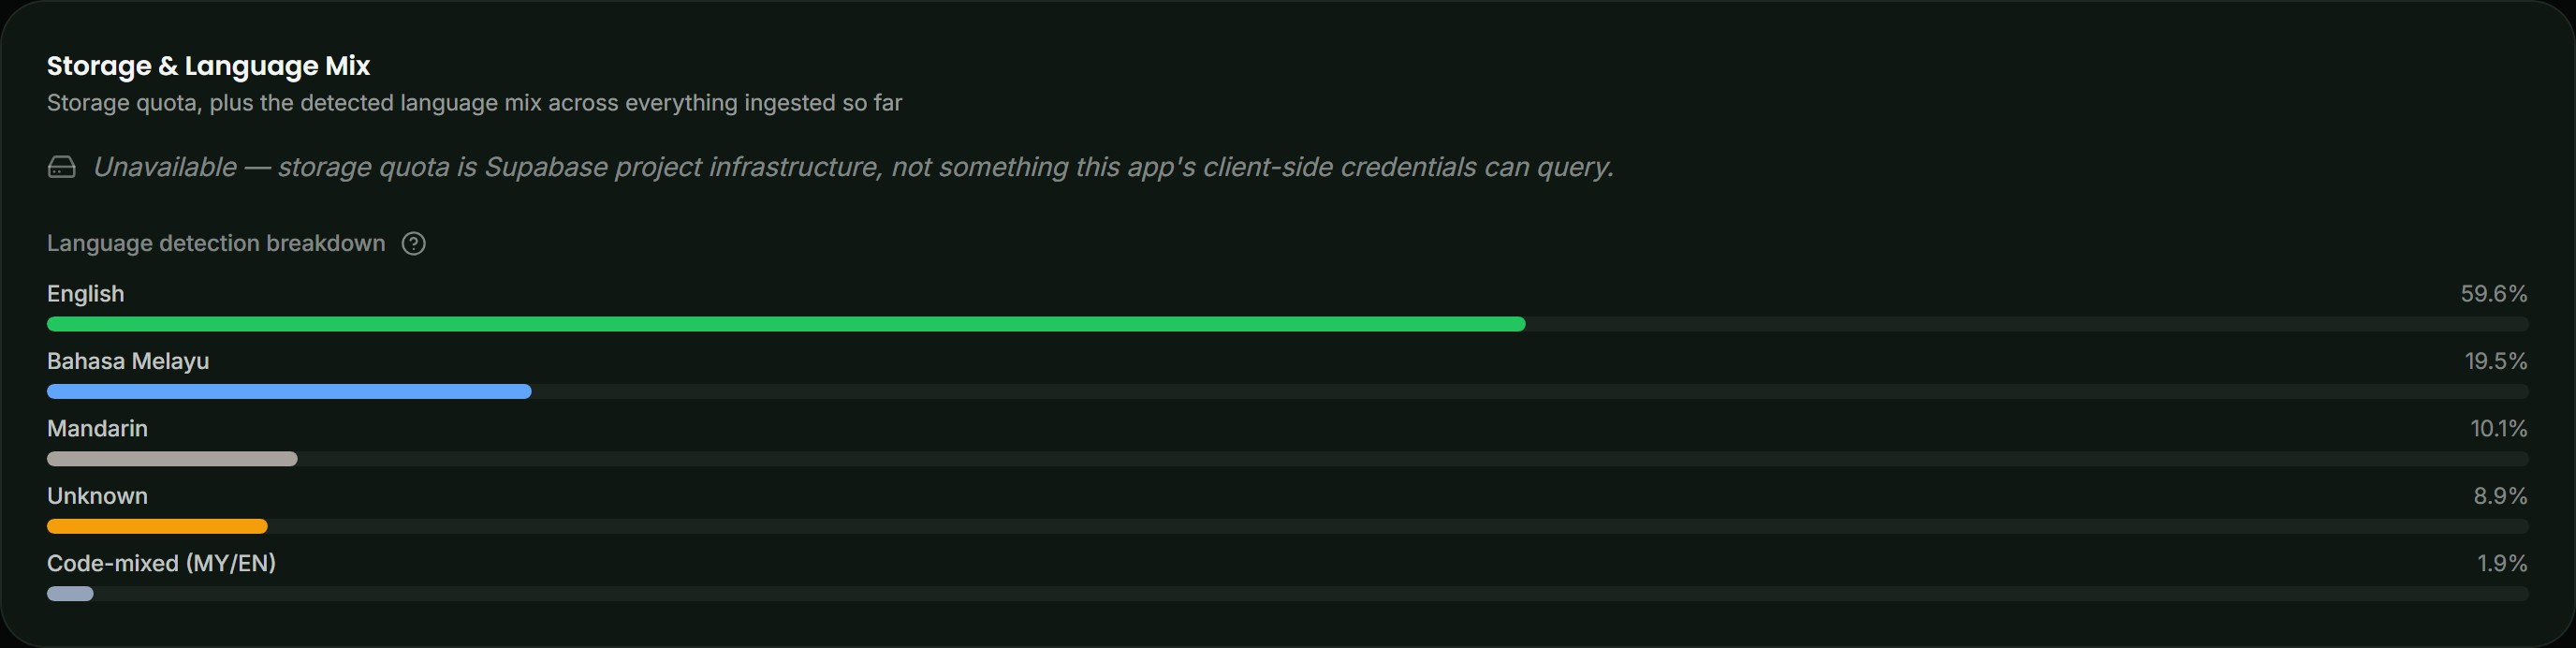 Storage & Language Mix
Storage quota, plus the detected language mix across everything ingested so far
Unavailable — storage quota is Supabase project infrastructure, not something this app's client-side credentials can query.
Language detection breakdown ?
English 59.6%
Bahasa Melayu 19.5%
Mandarin 10.1%
Unknown 8.9%
Code-mixed (MY/EN) 1.9%